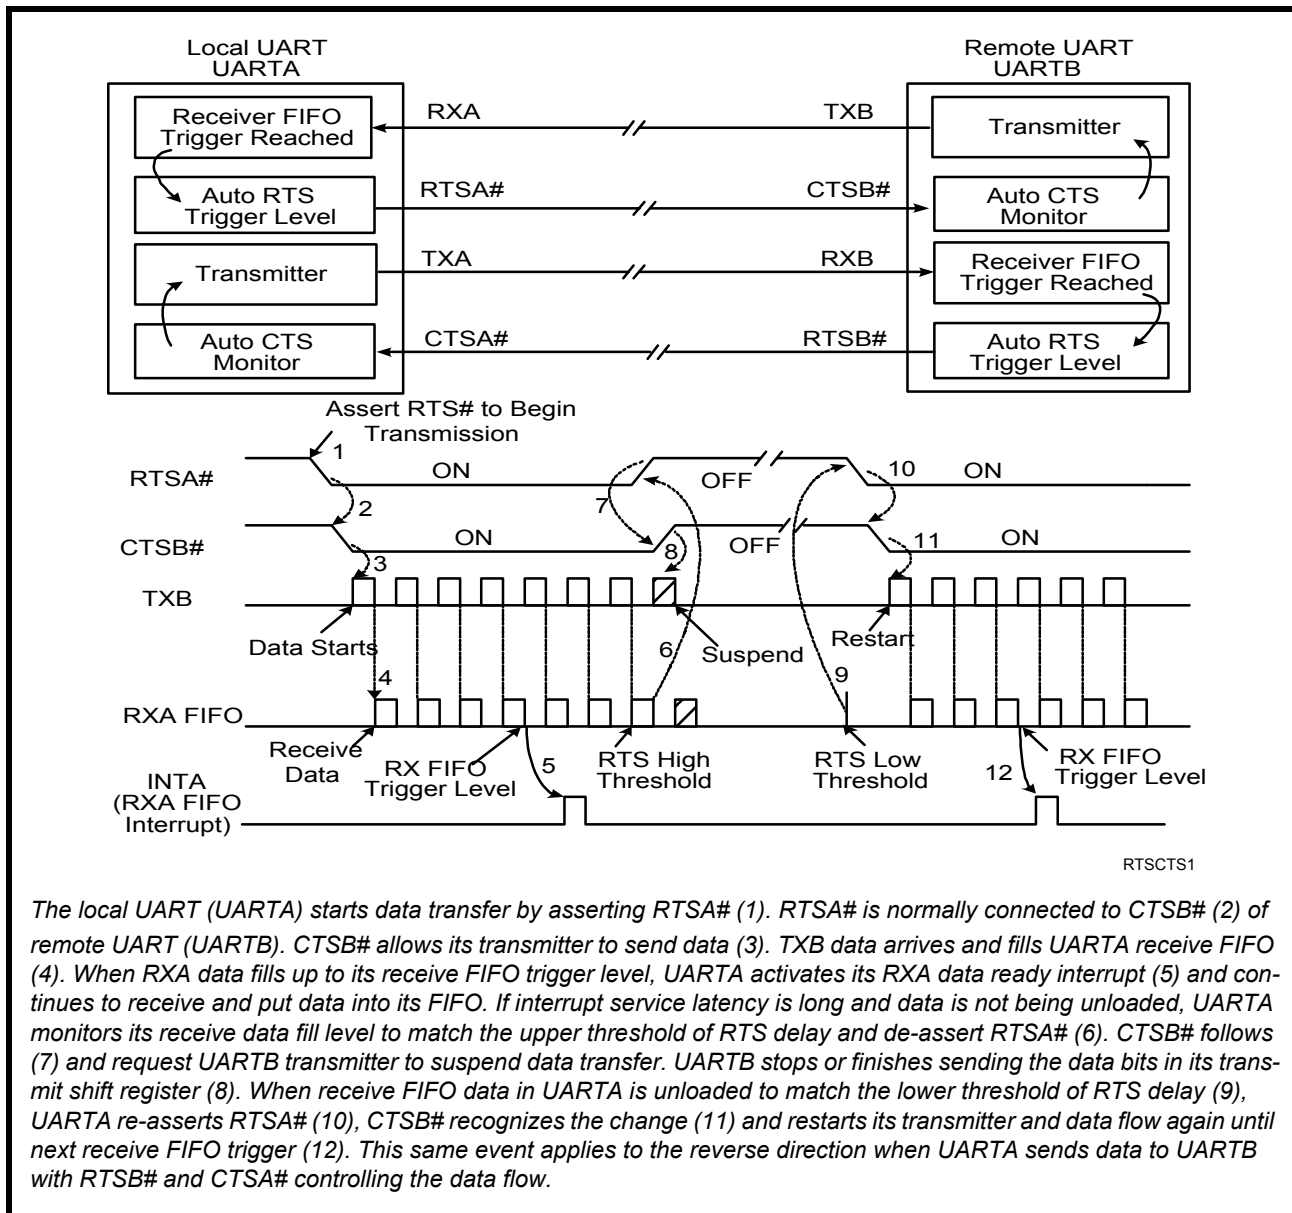 Local UART
UARTA
Remote UART
UARTB
Receiver FIFO
Trigger Reached
RXA
TXB
Transmitter
Auto RTS
Trigger Level
RTSA#
CTSB#
Auto CTS
Monitor
Transmitter
TXA
RXB
Receiver FIFO
Trigger Reached
Auto CTS
Monitor
CTSA#
RTSB#
Auto RTS
Trigger Level
Assert RTS# to Begin
Transmission
RTSA#
1
ON
7
OFF
10
ON
2
CTSB#
3
ON
8
OFF
11
ON
TXB
Data Starts
6
Suspend
Restart
4
9
RXA FIFO
Receive
Data
RX FIFO
Trigger Level
5
RTS High
Threshold
RTS Low
Threshold
12
RX FIFO
Trigger Level
INTA
(RXA FIFO
Interrupt)
RTSCTS1
The local UART (UARTA) starts data transfer by asserting RTSA# (1). RTSA# is normally connected to CTSB# (2) of
remote UART (UARTB). CTSB# allows its transmitter to send data (3). TXB data arrives and fills UARTA receive FIFO
(4). When RXA data fills up to its receive FIFO trigger level, UARTA activates its RXA data ready interrupt (5) and con-
tinues to receive and put data into its FIFO. If interrupt service latency is long and data is not being unloaded, UARTA
monitors its receive data fill level to match the upper threshold of RTS delay and de-assert RTSA# (6). CTSB# follows
(7) and request UARTB transmitter to suspend data transfer. UARTB stops or finishes sending the data bits in its trans-
mit shift register (8). When receive FIFO data in UARTA is unloaded to match the lower threshold of RTS delay (9),
UARTA re-asserts RTSA# (10), CTSB# recognizes the change (11) and restarts its transmitter and data flow again until
next receive FIFO trigger (12). This same event applies to the reverse direction when UARTA sends data to UARTB
with RTSB# and CTSA# controlling the data flow.